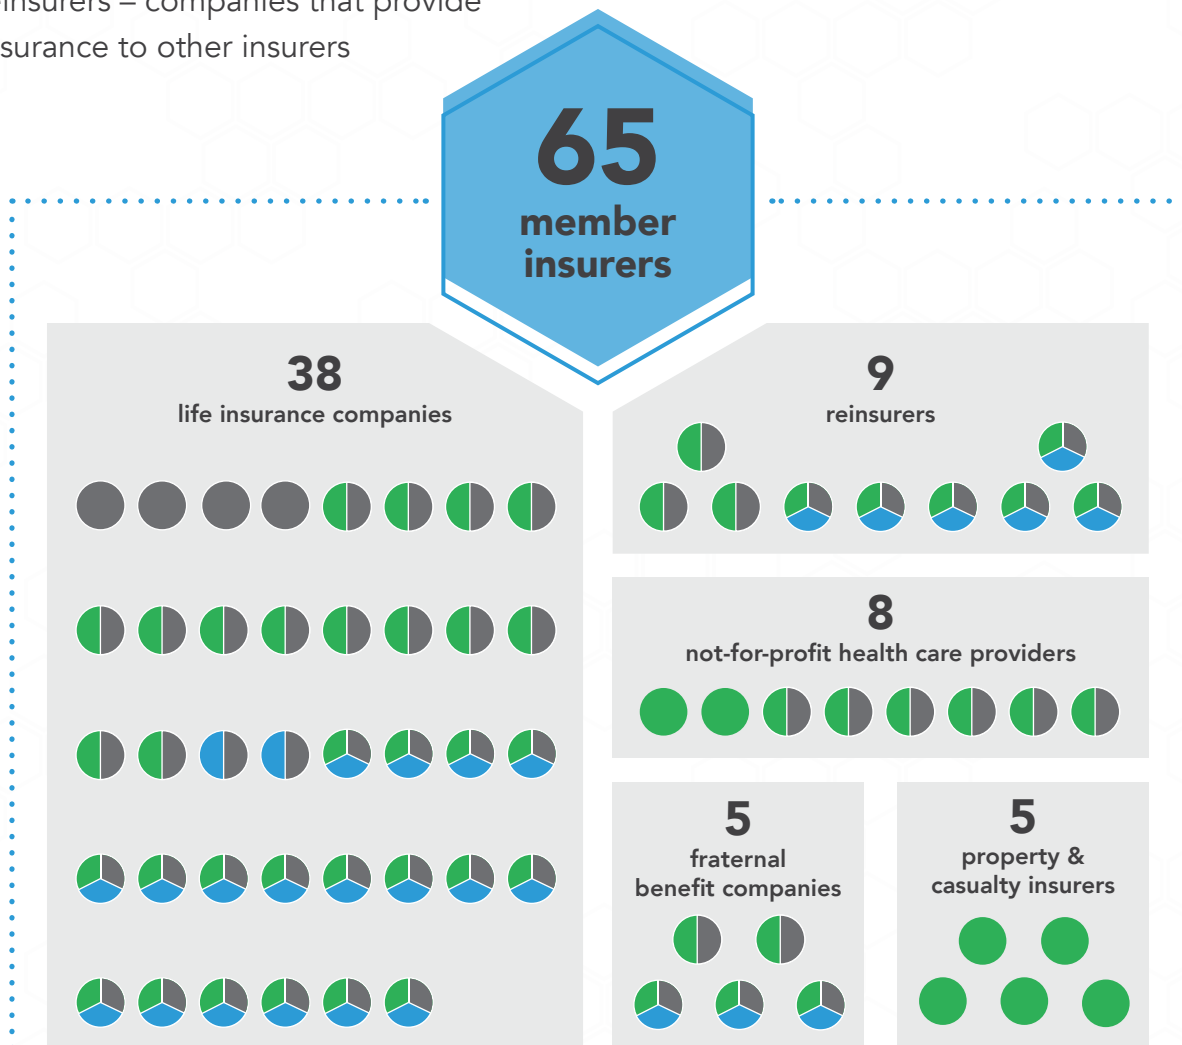 einsurers – companies that provide
surance to other insurers
65
member
insurers
38
life insurance companies
9
reinsurers
8
not-for-profit health care providers
5
fraternal
benefit companies
5
property &
casualty insurers